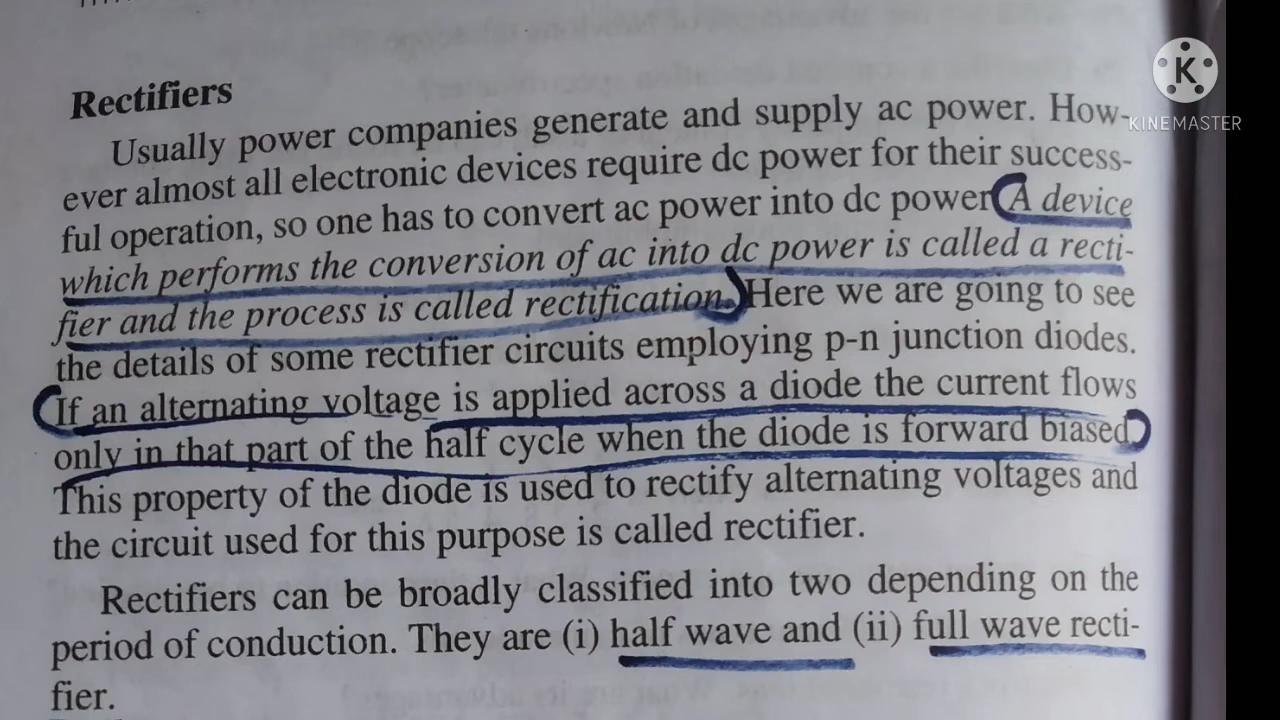 Rectifiers
Usually power companies generate and supply ac power. How-
ever almost all electronic devices require dc power for their success-
ful operation, so one has to convert ac power into dc power. A device
which performs the conversion of ac into dc power is called a recti-
fier and the process is called rectification. Here we are going to see
the details of some rectifier circuits employing p-n junction diodes.
If an alternating voltage is applied across a diode the current flows
only in that part of the half cycle when the diode is forward biased
This property of the diode is used to rectify alternating voltages and
the circuit used for this purpose is called rectifier.
Rectifiers can be broadly classified into two depending on the
period of conduction. They are (i) half wave and (ii) full wave recti-
fier.
K
KINEMASTER